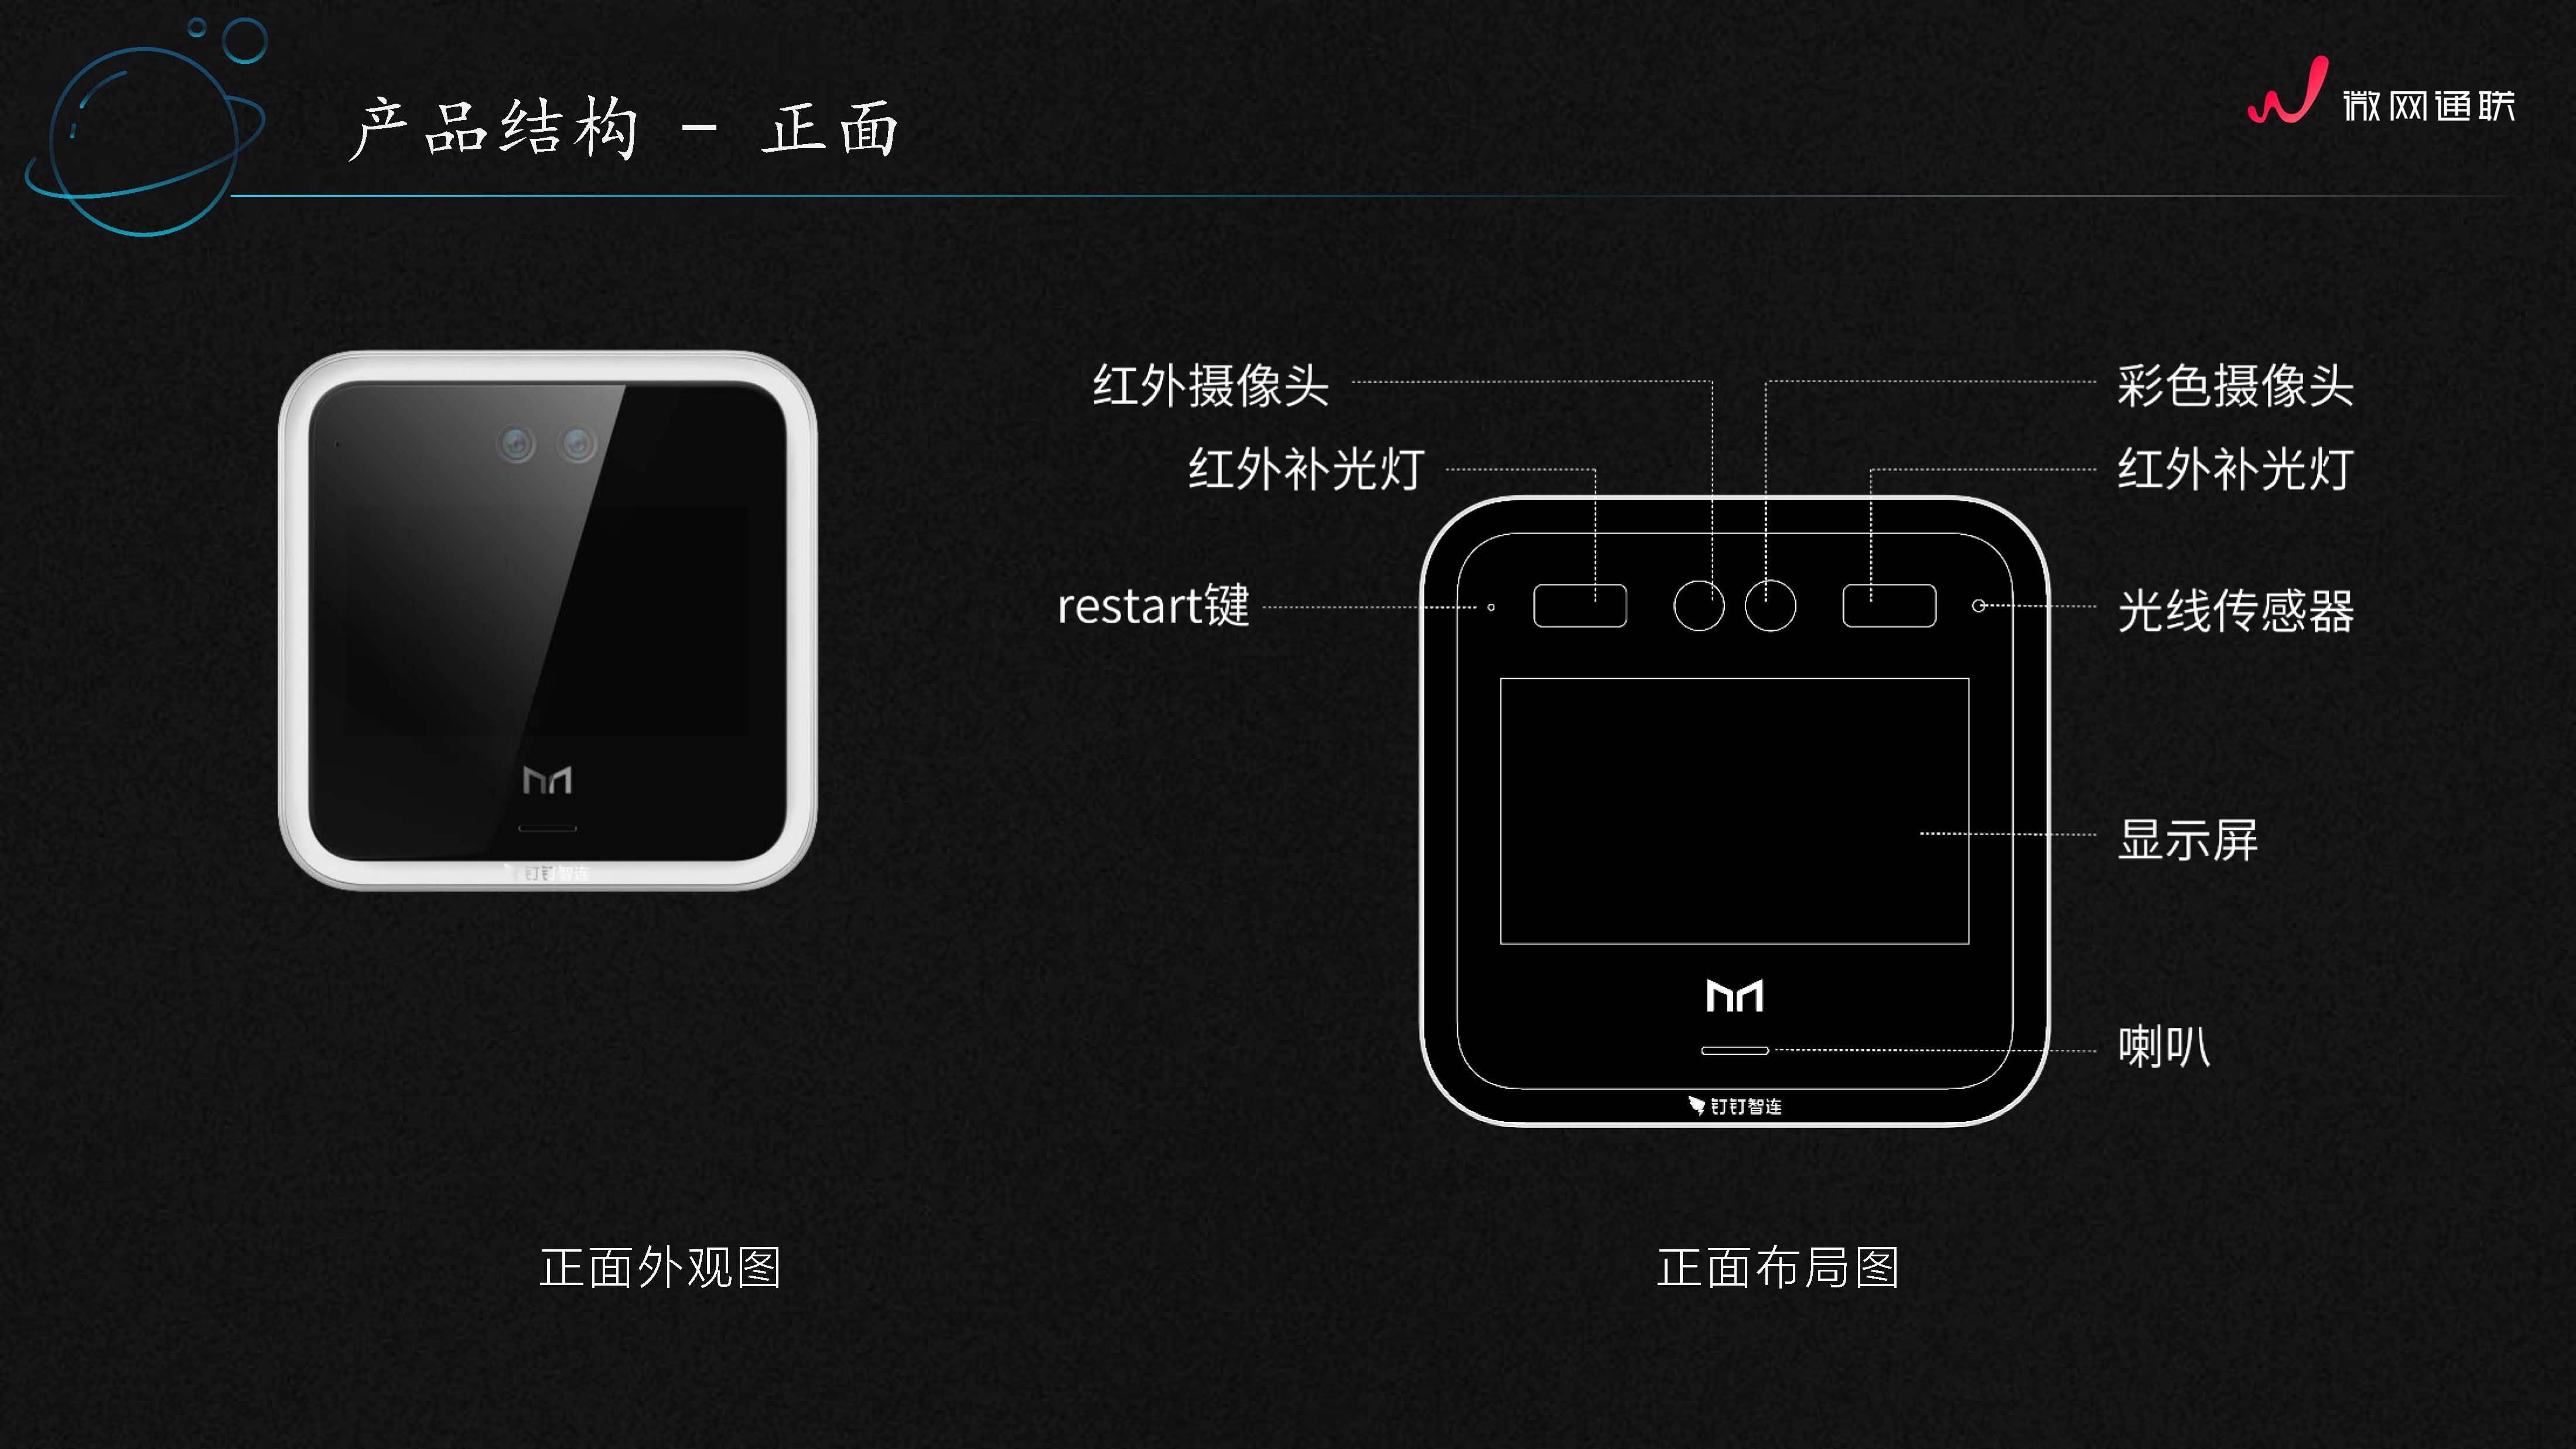 产品结构 - 正面
微网通联
红外摄像头
彩色摄像头
红外补光灯
红外补光灯
restart键
光线传感器
显示屏
喇叭
钉钉智连
钉钉智连
正面外观图
正面布局图